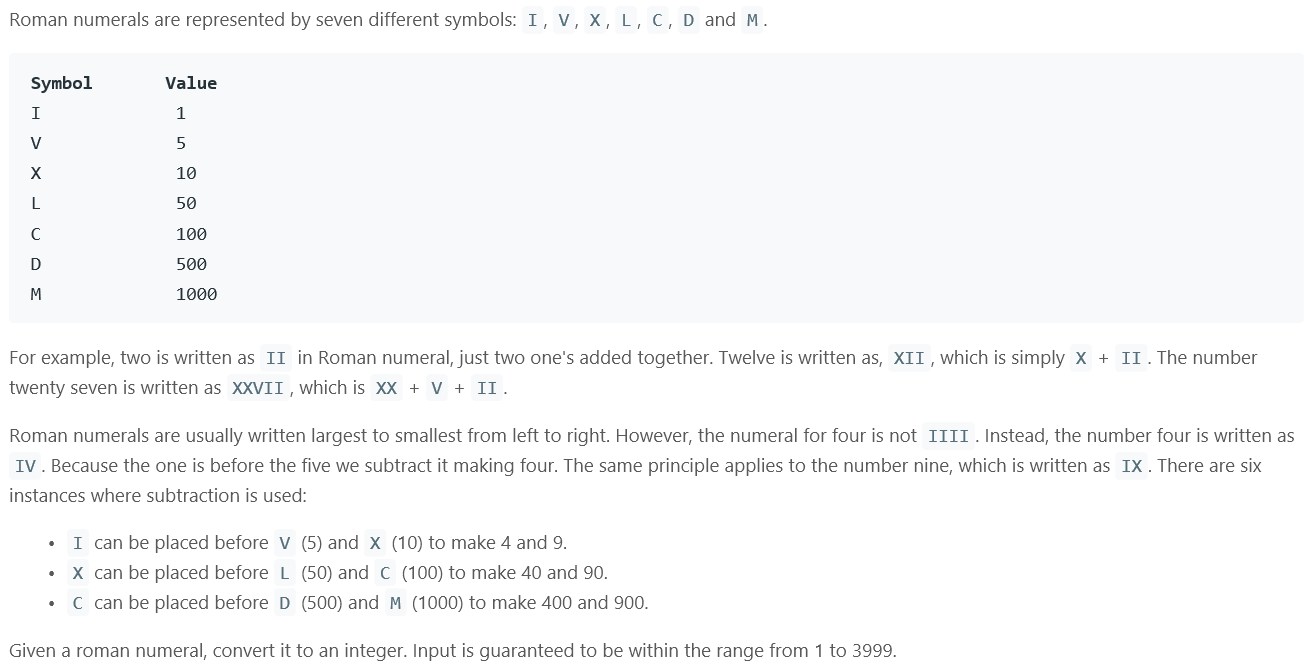 Roman numerals are represented by seven different symbols: I, V, X, L, C, D and M.
Symbol Value
I 1
V 5
X 10
L 50
C 100
D 500
M 1000
For example, two is written as II in Roman numeral, just two one's added together. Twelve is written as, XII, which is simply X + II. The number
twenty seven is written as XXVII, which is XX + V + II.
Roman numerals are usually written largest to smallest from left to right. However, the numeral for four is not IIII. Instead, the number four is written as
IV. Because the one is before the five we subtract it making four. The same principle applies to the number nine, which is written as IX. There are six
instances where subtraction is used:
• I can be placed before V (5) and X (10) to make 4 and 9.
• X can be placed before L (50) and C (100) to make 40 and 90.
• C can be placed before D (500) and M (1000) to make 400 and 900.
Given a roman numeral, convert it to an integer. Input is guaranteed to be within the range from 1 to 3999.